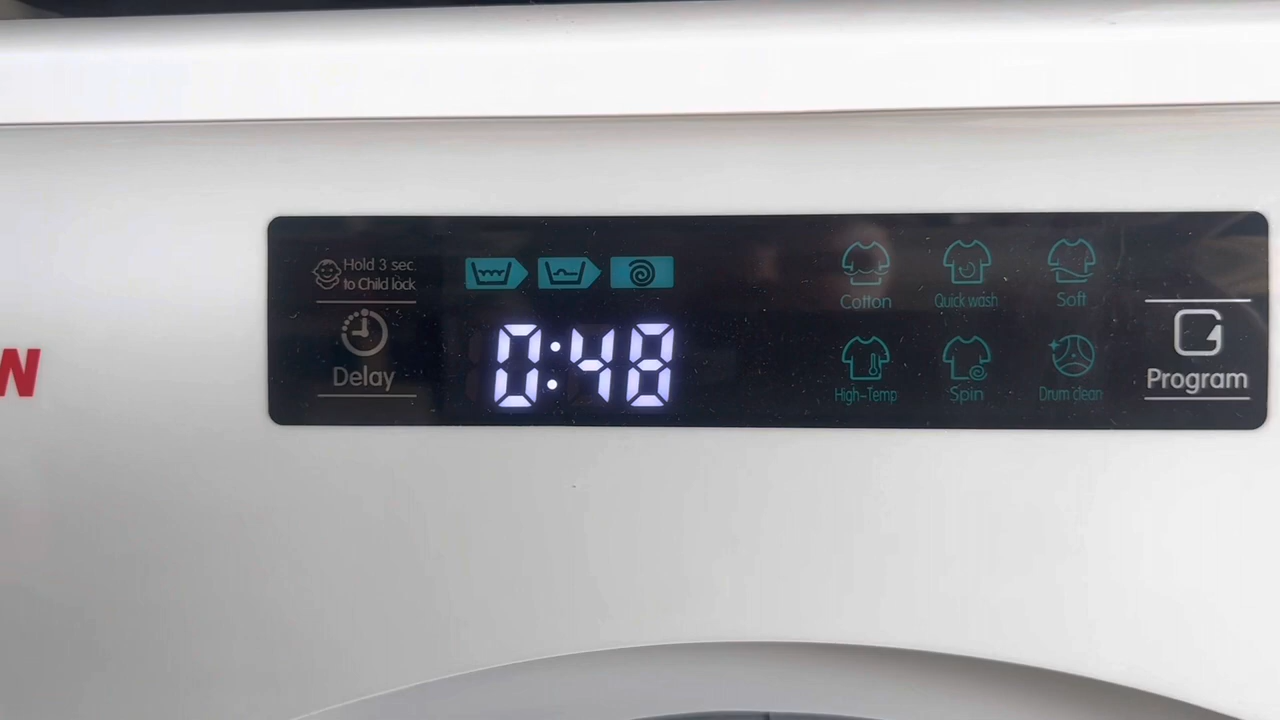 W
Hold 3 sec.
to Child lock
Delay
0:48
Cotton
Quick wash
Soft
High-Temp
Spin
Drum clean
Program